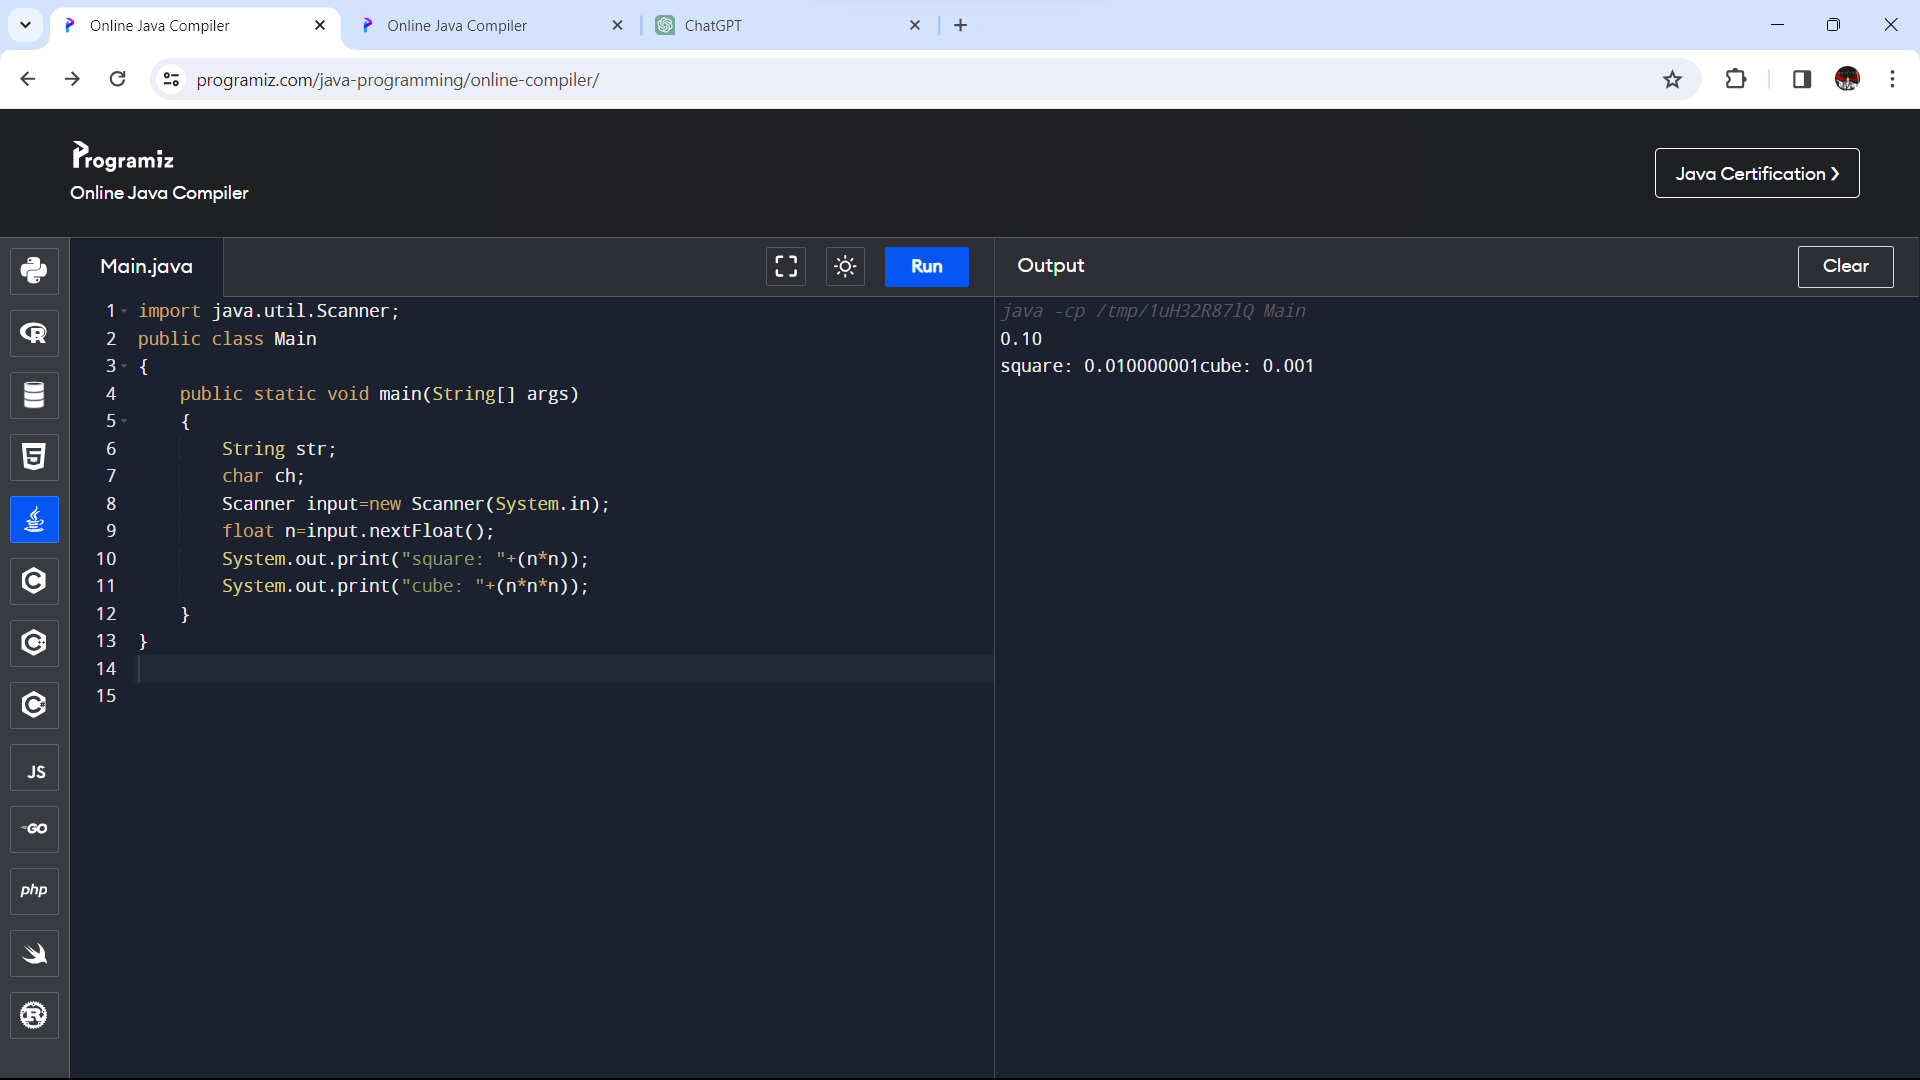 Online Java Compiler
Online Java Compiler
ChatGPT
programiz.com/java-programming/online-compiler/
Programiz
Online Java Compiler
Java Certification ❯
Main.java
Run
Output
Clear
1 import java.util.Scanner;
2 public class Main
3 {
4 public static void main(String[] args)
5 {
6 String str;
7 char ch;
8 Scanner input=new Scanner(System.in);
9 float n=input.nextFloat();
10 System.out.print("square: "+(n*n));
11 System.out.print("cube: "+(n*n*n));
12 }
13 }
14
15
java -cp /tmp/1uH32R87lQ Main
0.10
square: 0.010000001cube: 0.001
R
5
C
C
C
JS
GO
php
R